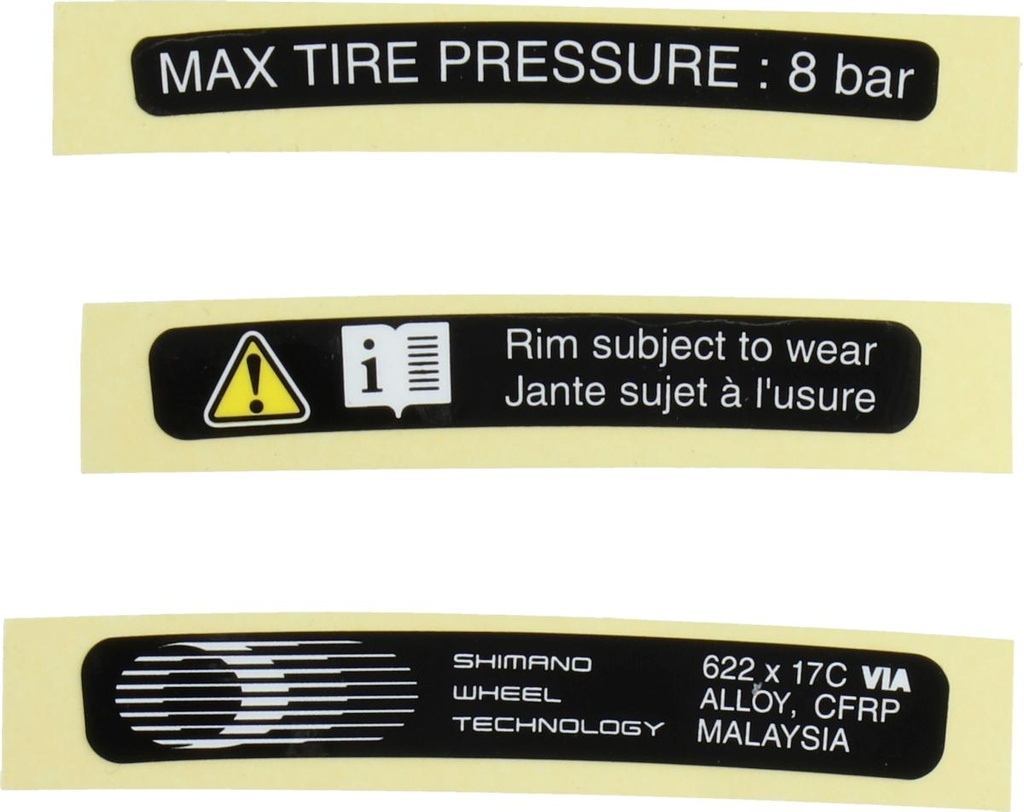 MAX TIRE PRESSURE : 8 bar
i
Rim subject to wear
Jante sujet à l'usure
SHIMANO
WHEEL
TECHNOLOGY
622 x 17C VIA
ALLOY, CFRP
MALAYSIA